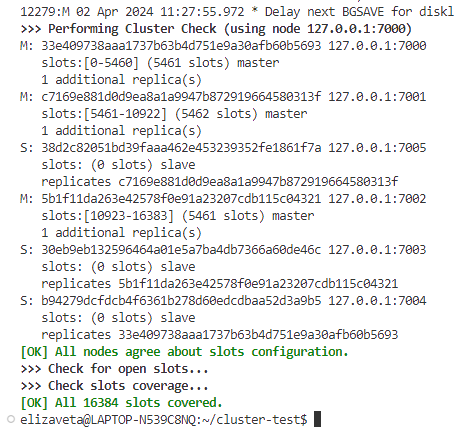 12279:M 02 Apr 2024 11:27:55.972 * Delay next BGSAVE for diskl
>>> Performing Cluster Check (using node 127.0.0.1:7000)
M: 33e409738aaa1737b63b4d751e9a30afb60b5693 127.0.0.1:7000
slots:[0-5460] (5461 slots) master
1 additional replica(s)
M: c7169e881d0d9ea8a1a9947b872919664580313f 127.0.0.1:7001
slots:[5461-10922] (5462 slots) master
1 additional replica(s)
S: 38d2c82051bd39faaa462e453239352fe1861f7a 127.0.0.1:7005
slots: (0 slots) slave
replicates c7169e881d0d9ea8a1a9947b872919664580313f
M: 5b1f11da263e42578f0e91a23207cdb115c04321 127.0.0.1:7002
slots:[10923-16383] (5461 slots) master
1 additional replica(s)
S: 30eb9eb132596464a01e5a7ba4db7366a60de46c 127.0.0.1:7003
slots: (0 slots) slave
replicates 5b1f11da263e42578f0e91a23207cdb115c04321
S: b94279dcfdcb4f6361b278d60edcdbaa52d3a9b5 127.0.0.1:7004
slots: (0 slots) slave
replicates 33e409738aaa1737b63b4d751e9a30afb60b5693
[OK] All nodes agree about slots configuration.
>>> Check for open slots...
>>> Check slots coverage...
[OK] All 16384 slots covered.
elizaveta@LAPTOP-N539C8NQ:~/cluster-test$